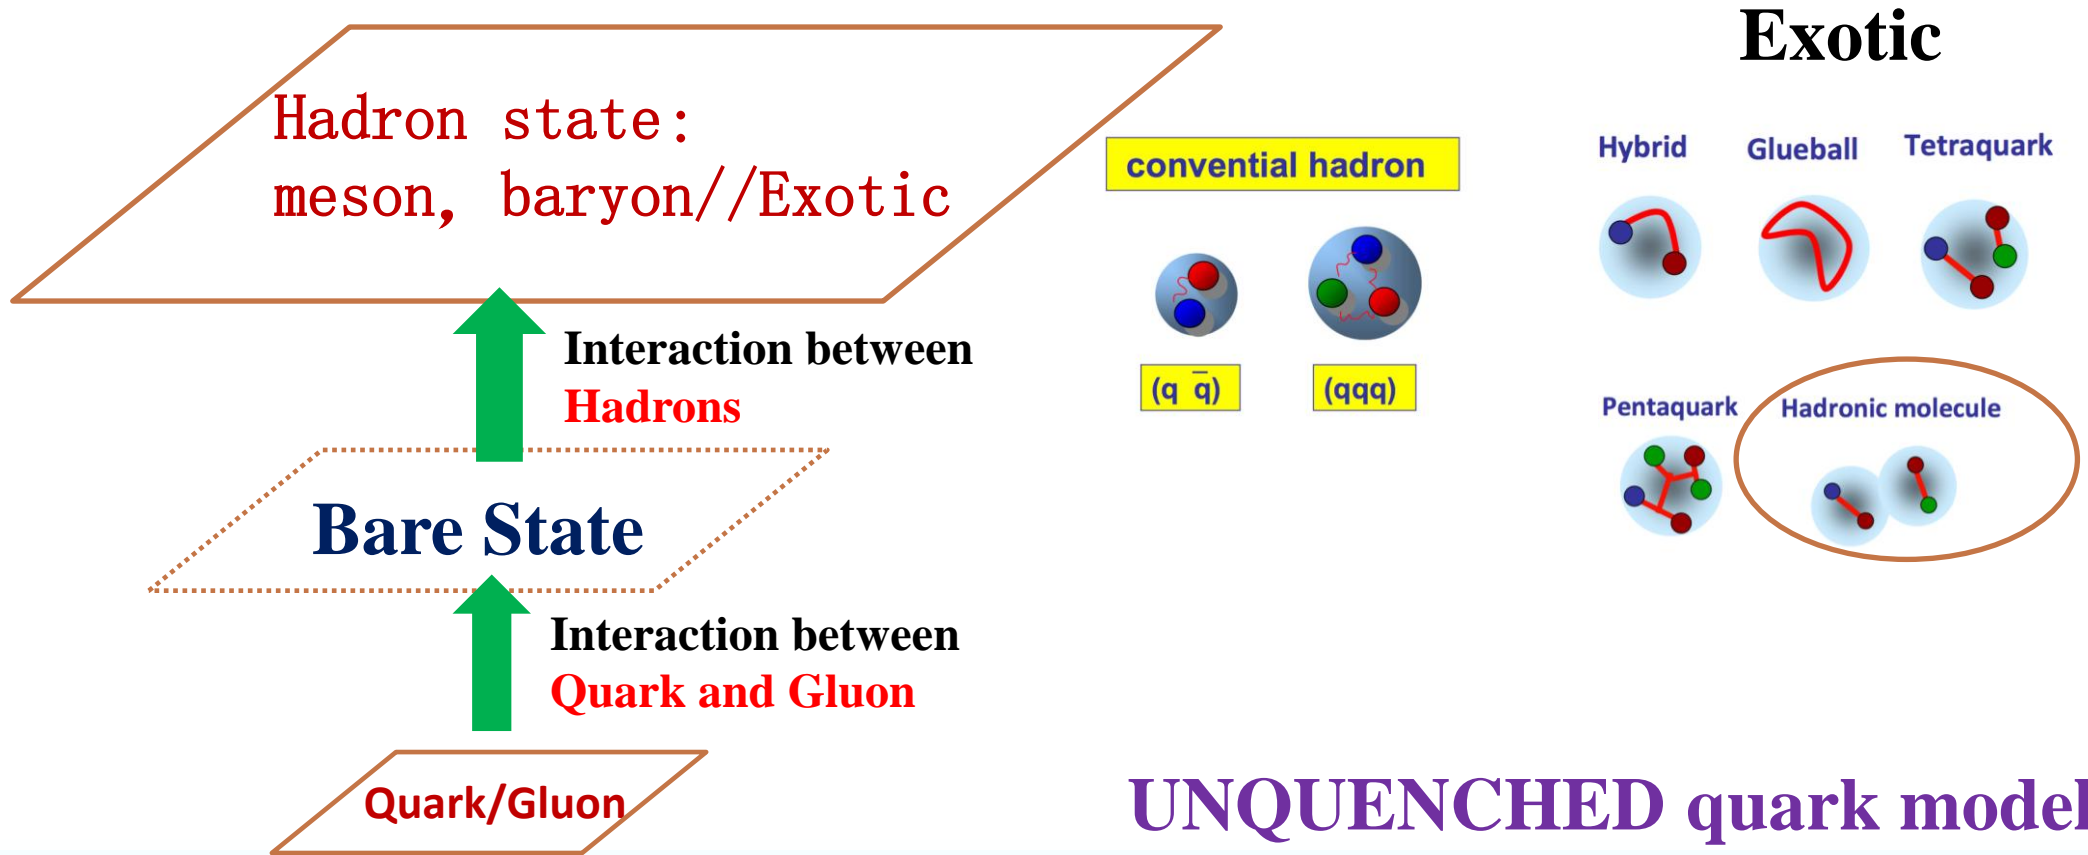 Hadron state:
meson, baryon//Exotic
Interaction between
Hadrons
Bare State
Interaction between
Quark and Gluon
Quark/Gluon
convential hadron
(q q̅)
(qqq)
Exotic
Hybrid
Glueball
Tetraquark
Pentaquark
Hadronic molecule
UNQUENCHED quark model